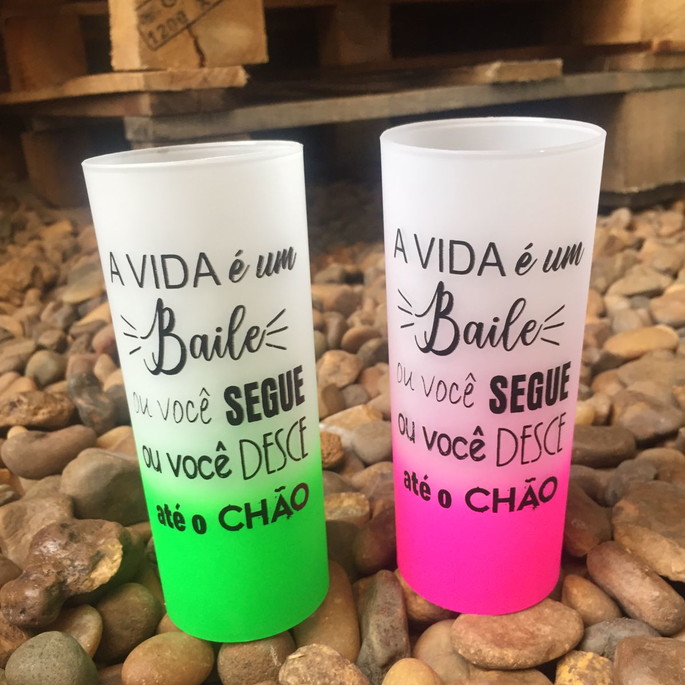 1200 x
A VIDA é um
Baile
ou você SEGUE
ou você DESCE
até o CHÃO
A VIDA é um
Baile
ou você SEGUE
ou você DESCE
até o CHÃO